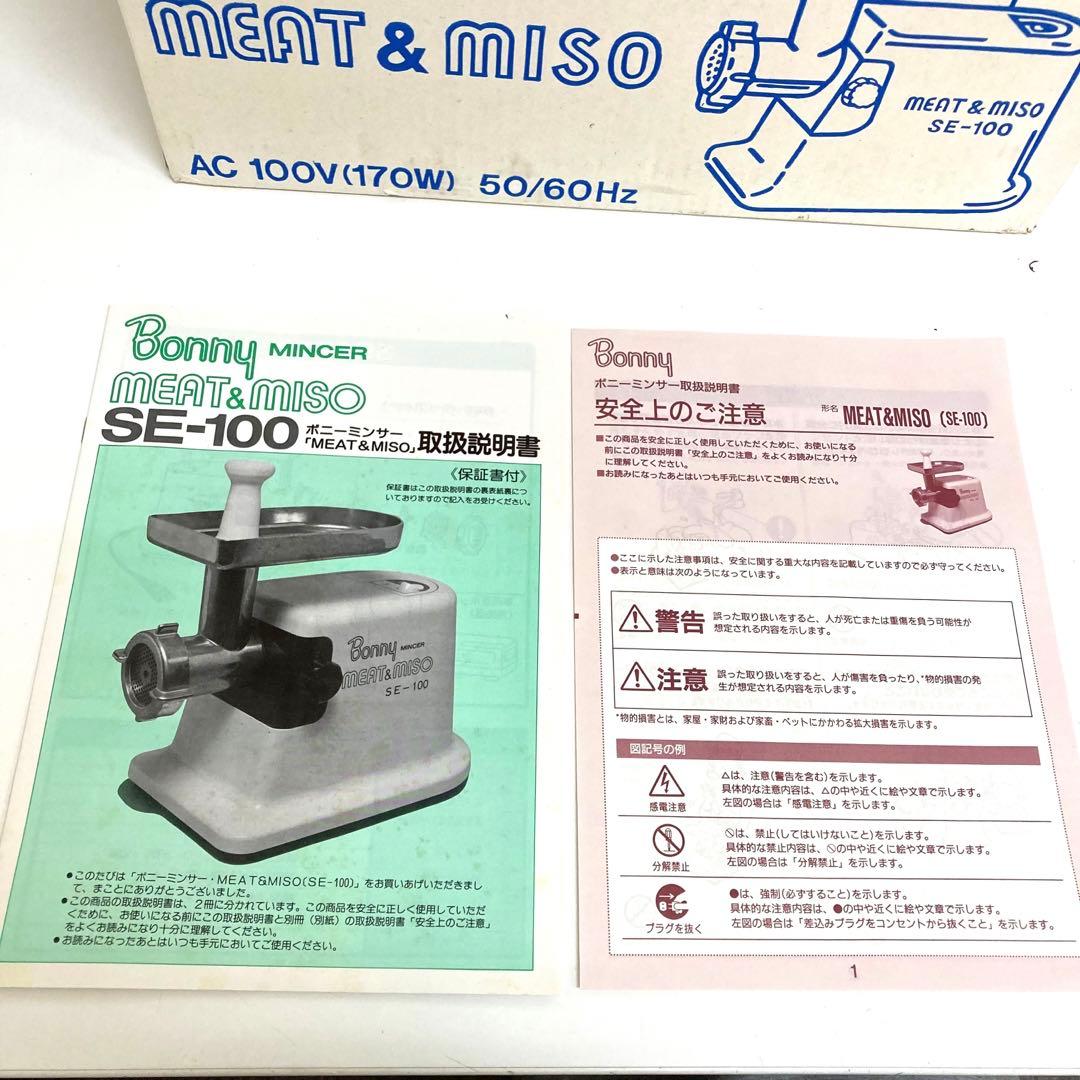 MEAT & MISO
MEAT & MISO
SE-100
AC 100V(170W) 50/60Hz
Bonny MINCER
MEAT&MISO
SE-100 ボニーミンサー「MEAT&MISO」取扱説明書
《保証書付》
保証書はこの取扱説明書の裏表紙裏につ
いておりますので記入をお受けください。
Bonny MINCER
MEAT&MISO
SE-100
●このたびは「ボニーミンサー・MEAT&MISO(SE-100)」をお買いあげいただきまし
て、まことにありがとうございました。
●この商品の取扱説明書は、2冊に分かれています。この商品を安全に正しく使用していただ
くために、お使いになる前にこの取扱説明書と別冊(別紙)の取扱説明書「安全上のご注意」
をよくお読みになり十分に理解してください。
●お読みになったあとはいつも手元においてご使用ください。
Bonny
ボニーミンサー取扱説明書
安全上のご注意 形名 MEAT&MISO (SE-100)
■この商品を安全に正しく使用していただくために、お使いになる
前にこの取扱説明書「安全上のご注意」をよくお読みになり十分
に理解してください。
■お読みになったあとはいつも手元においてご使用ください。
Bonny
●ここに示した注意事項は、安全に関する重大な内容を記載していますので必ず守ってください。
●表示と意味は次のようになっています。
警告 誤った取り扱いをすると、人が死亡または重傷を負う可能性が
想定される内容を示します。
注意 誤った取り扱いをすると、人が傷害を負ったり、*物的損害の発
生が想定される内容を示します。
*物的損害とは、家屋・家財および家畜・ペットにかかわる拡大損害を示します。
図記号の例
感電注意
△は、注意(警告を含む)を示します。
具体的な注意内容は、△の中や近くに絵や文章で示します。
左図の場合は「感電注意」を示します。
分解禁止
🚫は、禁止(してはいけないこと)を示します。
具体的な禁止内容は、🚫の中や近くに絵や文章で示します。
左図の場合は「分解禁止」を示します。
プラグを抜く
●は、強制(必ずすること)を示します。
具体的な注意内容は、●の中や近くに絵や文章で示します。
左図の場合は「差込みプラグをコンセントから抜くこと」を示します。
1